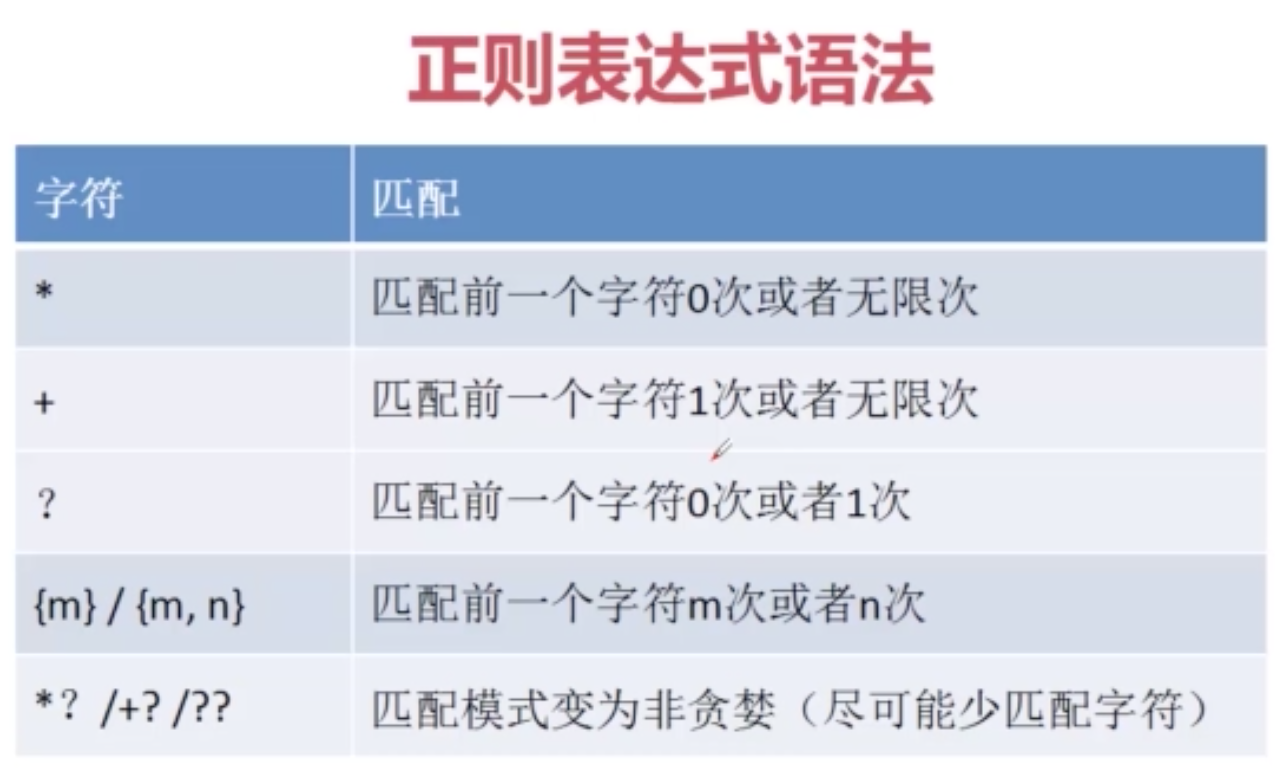 正则表达式语法
字符 匹配
* 匹配前一个字符0次或者无限次
+ 匹配前一个字符1次或者无限次
? 匹配前一个字符0次或者1次
{m} / {m, n} 匹配前一个字符m次或者n次
*？ /+? /?? 匹配模式变为非贪婪（尽可能少匹配字符）